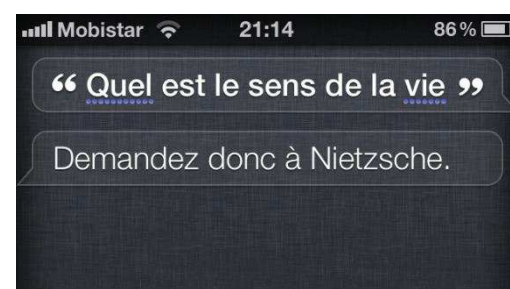 Mobistar 21:14 86 %
“ Quel est le sens de la vie ”
Demandez donc à Nietzsche.